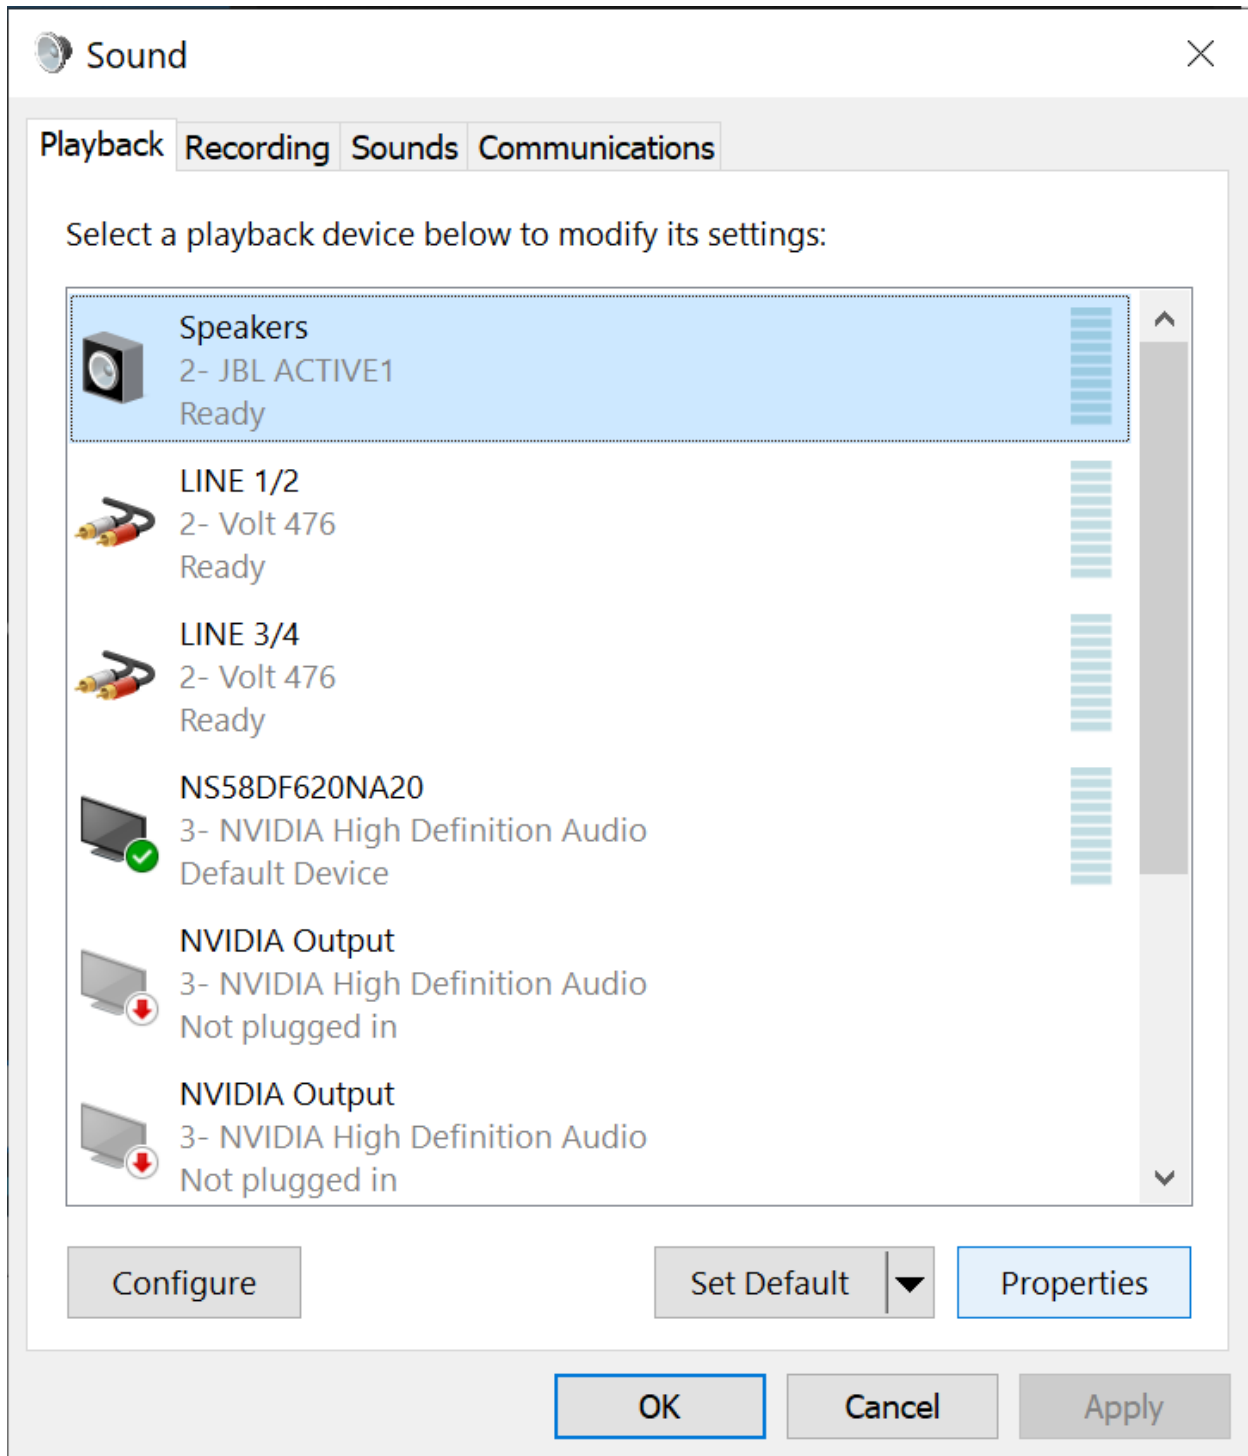 Sound
Playback Recording Sounds Communications
Select a playback device below to modify its settings:
Speakers
2- JBL ACTIVE1
Ready
LINE 1/2
2- Volt 476
Ready
LINE 3/4
2- Volt 476
Ready
NS58DF620NA20
3- NVIDIA High Definition Audio
Default Device
NVIDIA Output
3- NVIDIA High Definition Audio
Not plugged in
NVIDIA Output
3- NVIDIA High Definition Audio
Not plugged in
Configure Set Default Properties
OK Cancel Apply